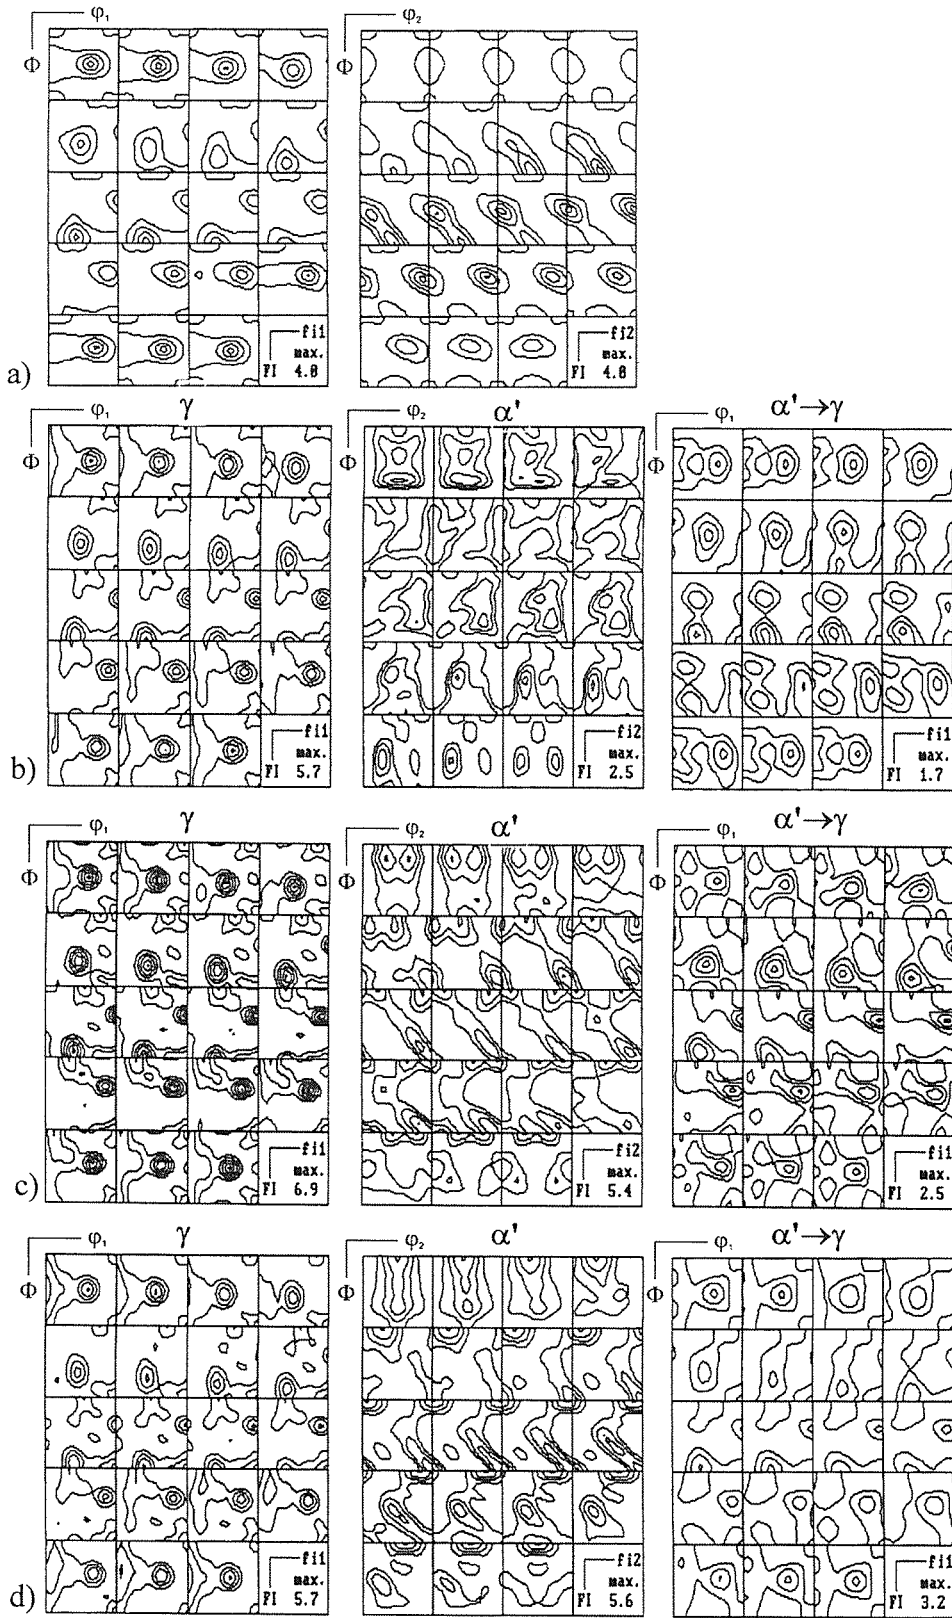 φ₁ φ₂
Φ Φ
fi1 fi2
max. max.
a) FI 4.8 FI 4.8
φ₁ γ φ₂ α' φ₁ α'→γ
Φ Φ Φ
fi1 fi2 fi1
max. max. max.
b) FI 5.7 FI 2.5 FI 1.7
φ₁ γ φ₂ α' φ₁ α'→γ
Φ Φ Φ
fi1 fi2 fi1
max. max. max.
c) FI 6.9 FI 5.4 FI 2.5
φ₁ γ φ₂ α' φ₁ α'→γ
Φ Φ Φ
fi1 fi2 fi1
max. max. max.
d) FI 5.7 FI 5.6 FI 3.2